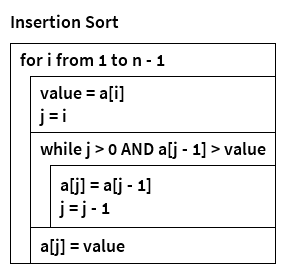 Insertion Sort
for i from 1 to n - 1
value = a[i]
j = i
while j > 0 AND a[j - 1] > value
a[j] = a[j - 1]
j = j - 1
a[j] = value